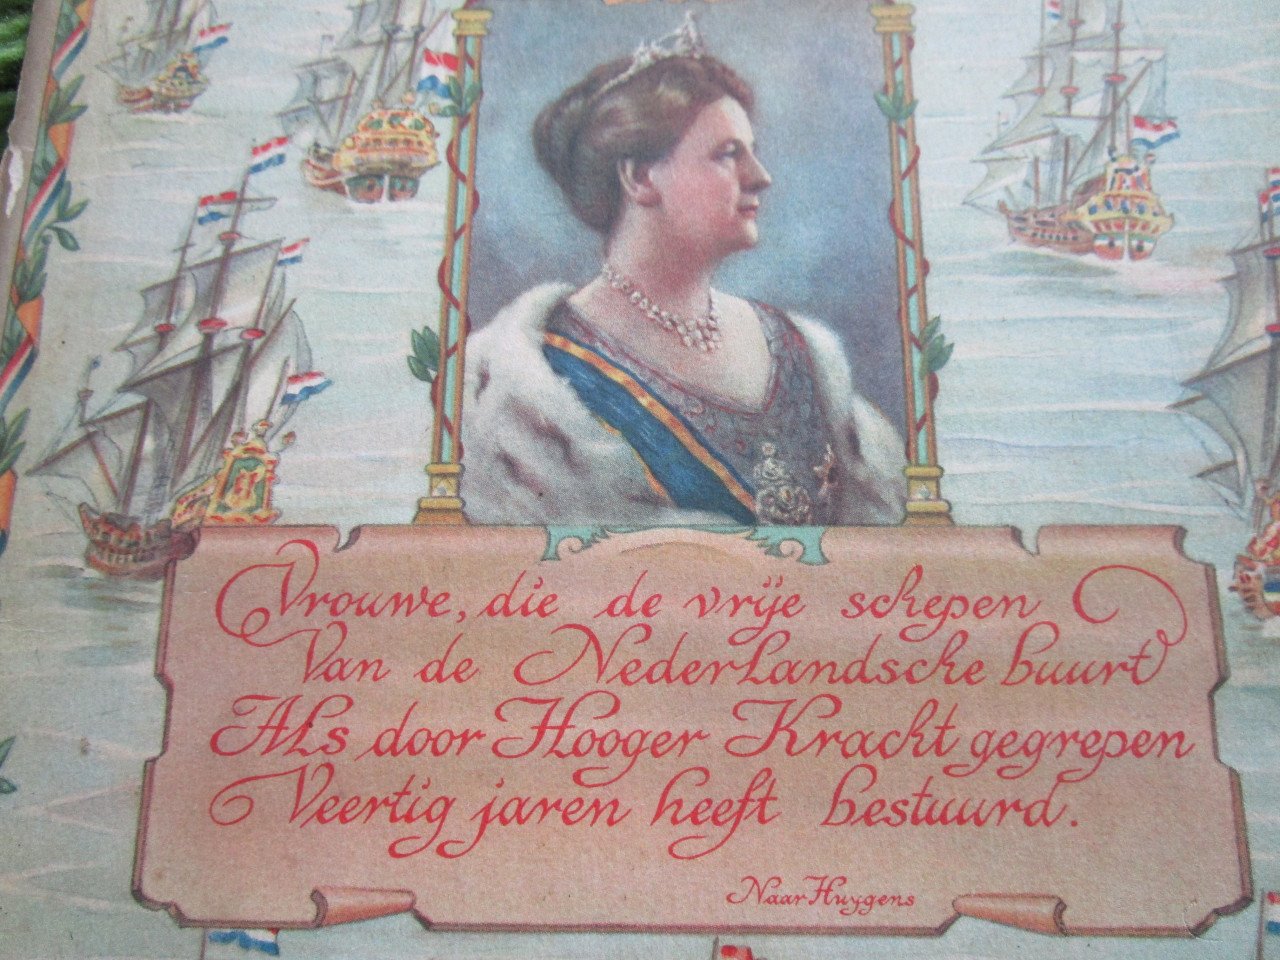 Vrouwe, die de vrije schepen
Van de Nederlandsche buurt
Als door Hooger Kracht gegrepen
Veertig jaren heeft bestuurd.
Naar Huygens